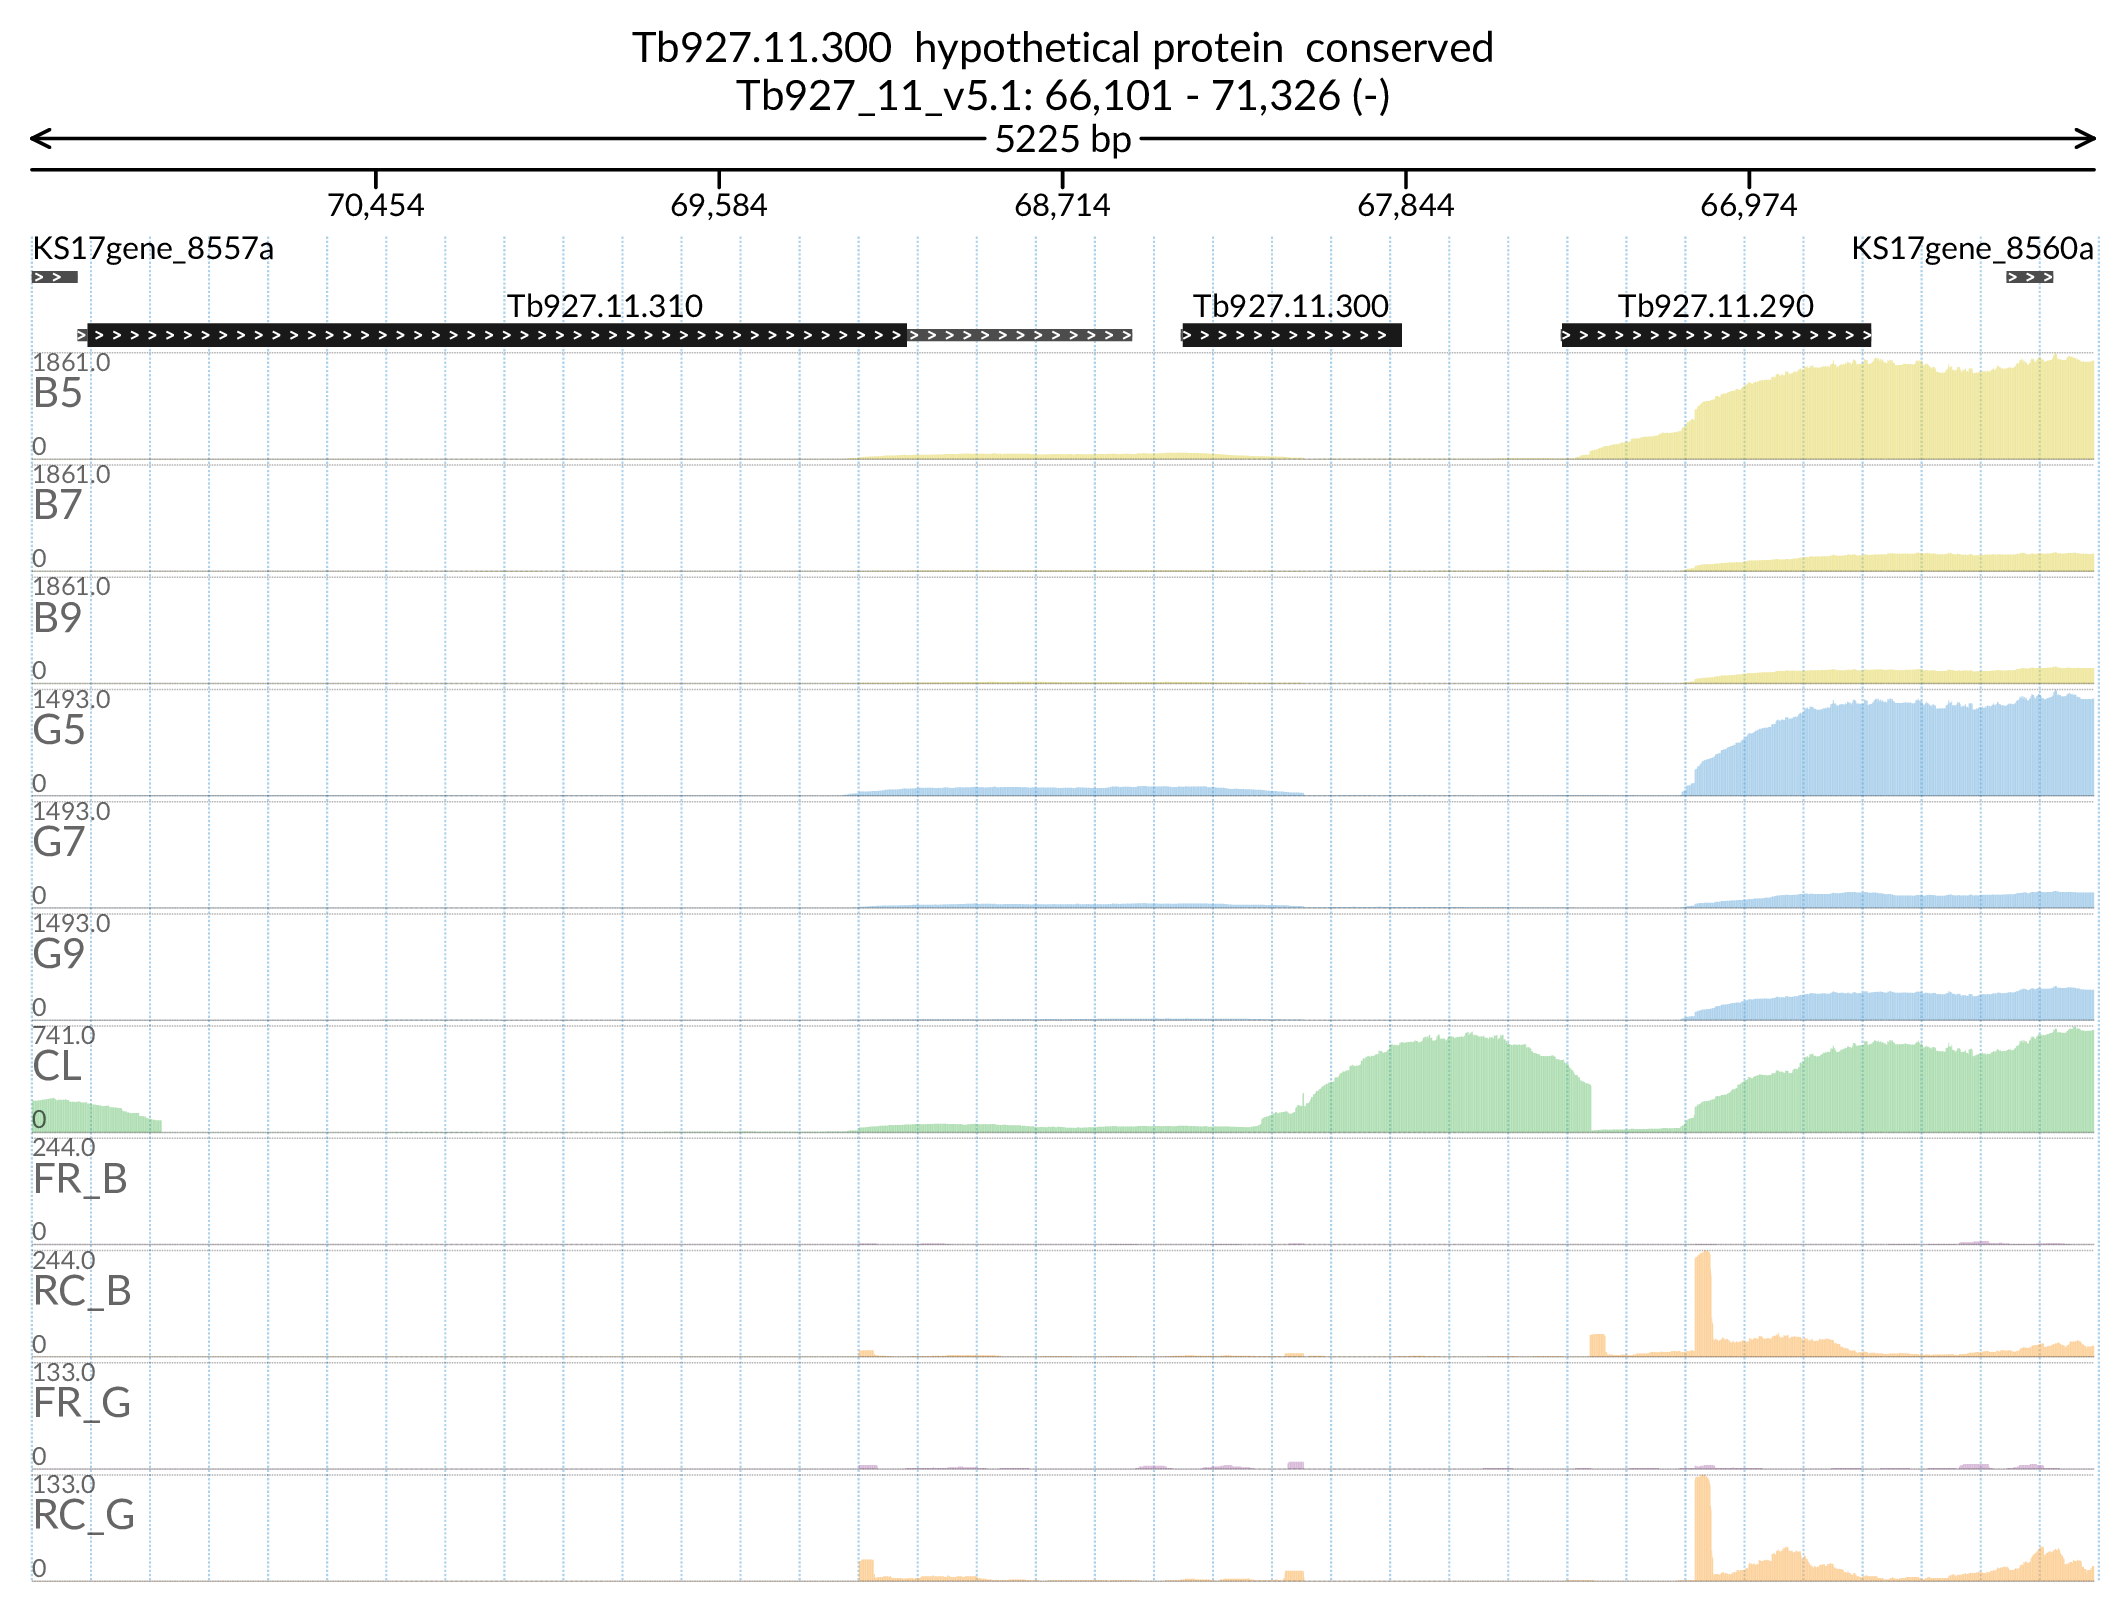 Tb927.11.300  hypothetical protein  conserved
Tb927_11_v5.1: 66,101 - 71,326 (-)
5225 bp
70,454 69,584 68,714 67,844 66,974
KS17gene_8557a KS17gene_8560a
Tb927.11.310 Tb927.11.300 Tb927.11.290
1861.0
B5
0
1861.0
B7
0
1861.0
B9
0
1493.0
G5
0
1493.0
G7
0
1493.0
G9
0
741.0
CL
0
244.0
FR_B
0
244.0
RC_B
0
133.0
FR_G
0
133.0
RC_G
0